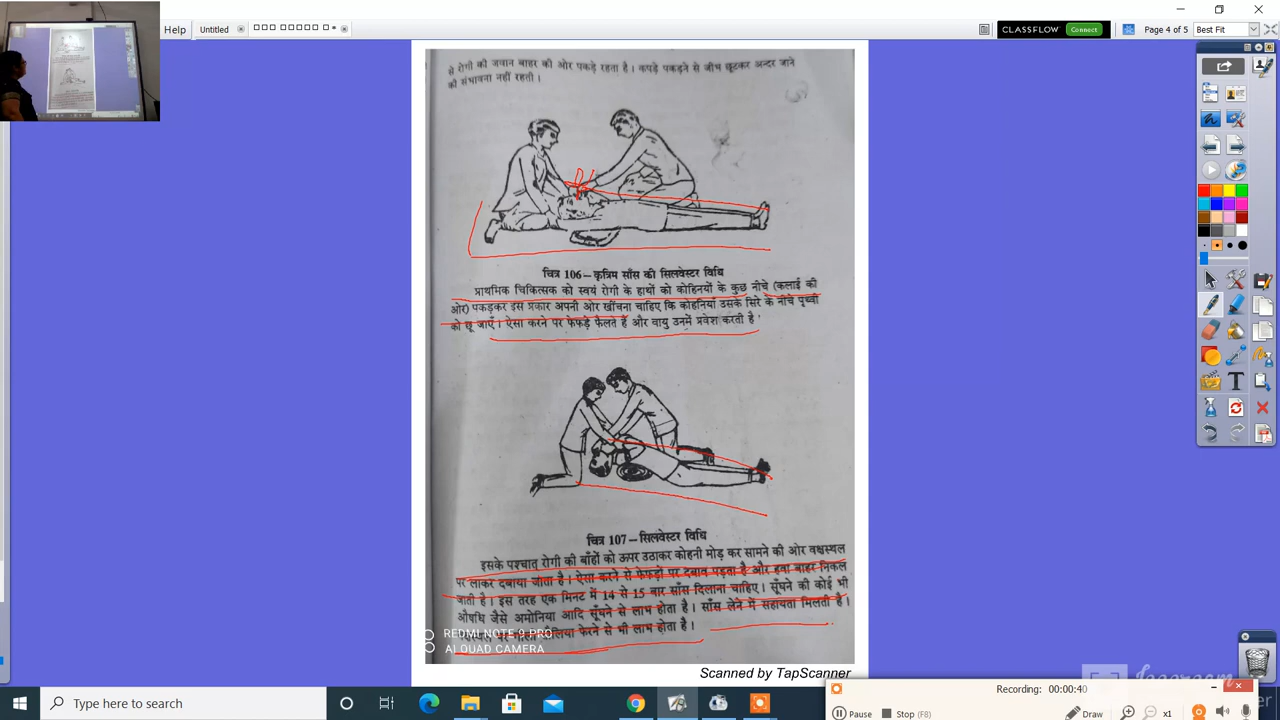 Help
Untitled
CLASSFLOW
Connect
Page 4 of 5
Best Fit
रोगी की जवान बाहर की ओर पकड़े रहता है। कपड़े पकड़ने से जीभ छूटकर अन्दर जाने
की संभावना नहीं रहती।
चित्र 106 – कृत्रिम साँस की सिलवेस्टर विधि
प्राथमिक चिकित्सक को स्वयं रोगी के हाथों को कोहनियों के कुछ नीचे (कलाई की
ओर) पकड़कर इस प्रकार अपनी ओर खींचना चाहिए कि कोहनियाँ उसके सिरे के नीचे पृथ्वी
को छू जाएँ। ऐसा करने पर फेफड़े फैलते हैं और वायु उनमें प्रवेश करती है
चित्र 107 – सिलवेस्टर विधि
इसके पश्चात् रोगी की बाँहों को ऊपर उठाकर कोहनी मोड़ कर सामने की ओर वक्षस्थल
पर लाकर दबाया जाता है। ऐसा करने से फेफड़ों पर दबाव पड़ता है और हवा बाहर निकल
जाती है। इस तरह एक मिनट में 14 से 15 बार साँस दिलाना चाहिए। सूँघने की कोई भी
औषधि जैसे अमोनिया आदि सूँघने से लाभ होता है। साँस लेने में सहायता मिलती है।
फेरने से भी लाभ होता है।
REDMI NOTE 9 PRO
AI QUAD CAMERA
Scanned by TapScanner
Recording: 00:00:40
Pause
Stop (F8)
Draw
x1
Type here to search